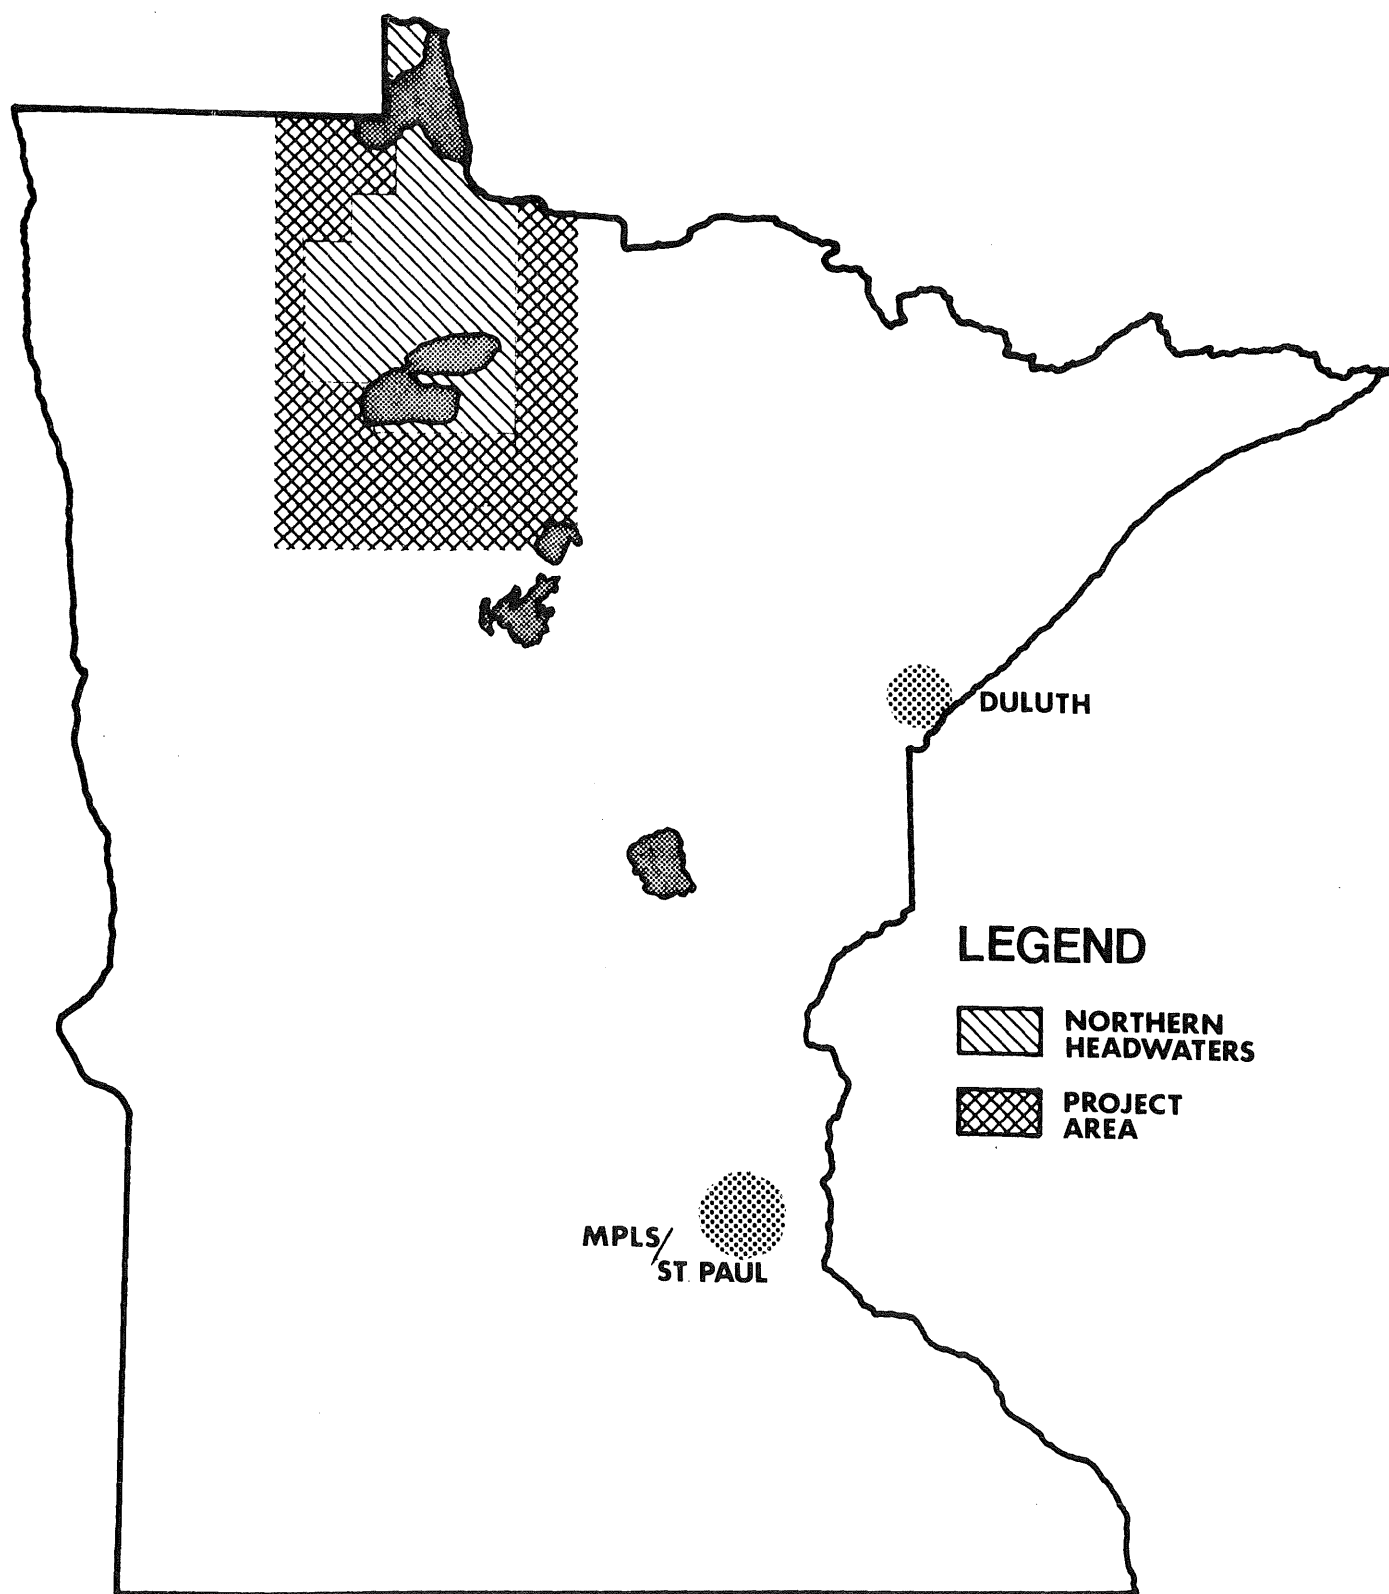 DULUTH
LEGEND
NORTHERN
HEADWATERS
PROJECT
AREA
MPLS/
ST. PAUL